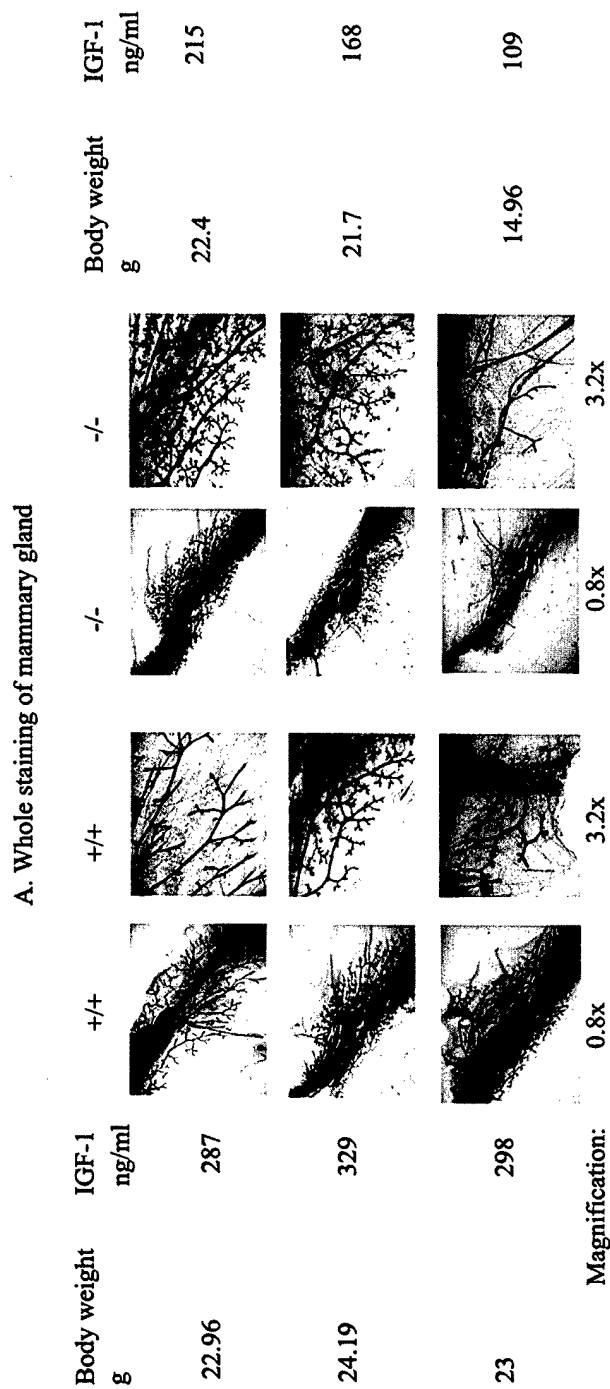 A. Whole staining of mammary gland
Body weight g IGF-1 ng/ml +/+ +/+ -/- -/- Body weight g IGF-1 ng/ml
22.96 287 22.4 215
24.19 329 21.7 168
23 298 14.96 109
Magnification: 0.8x 3.2x 0.8x 3.2x